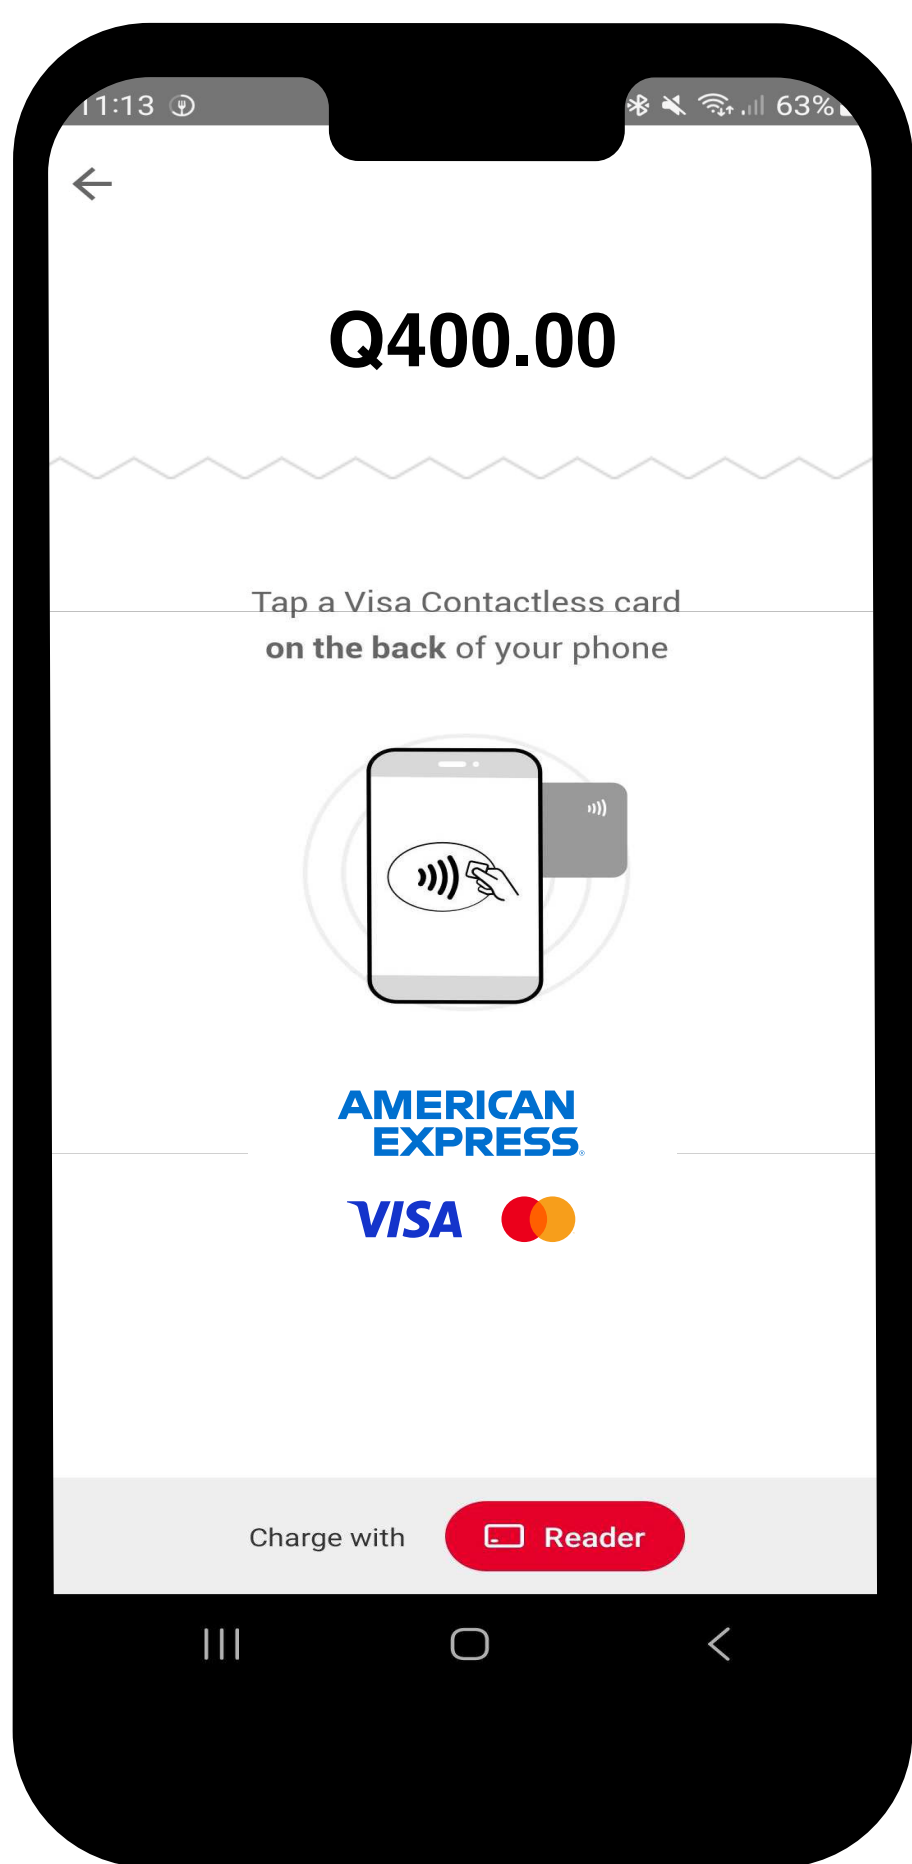 11:13
63%
Q400.00
Tap a Visa Contactless card
on the back of your phone
AMERICAN
EXPRESS®
VISA
Charge with
Reader